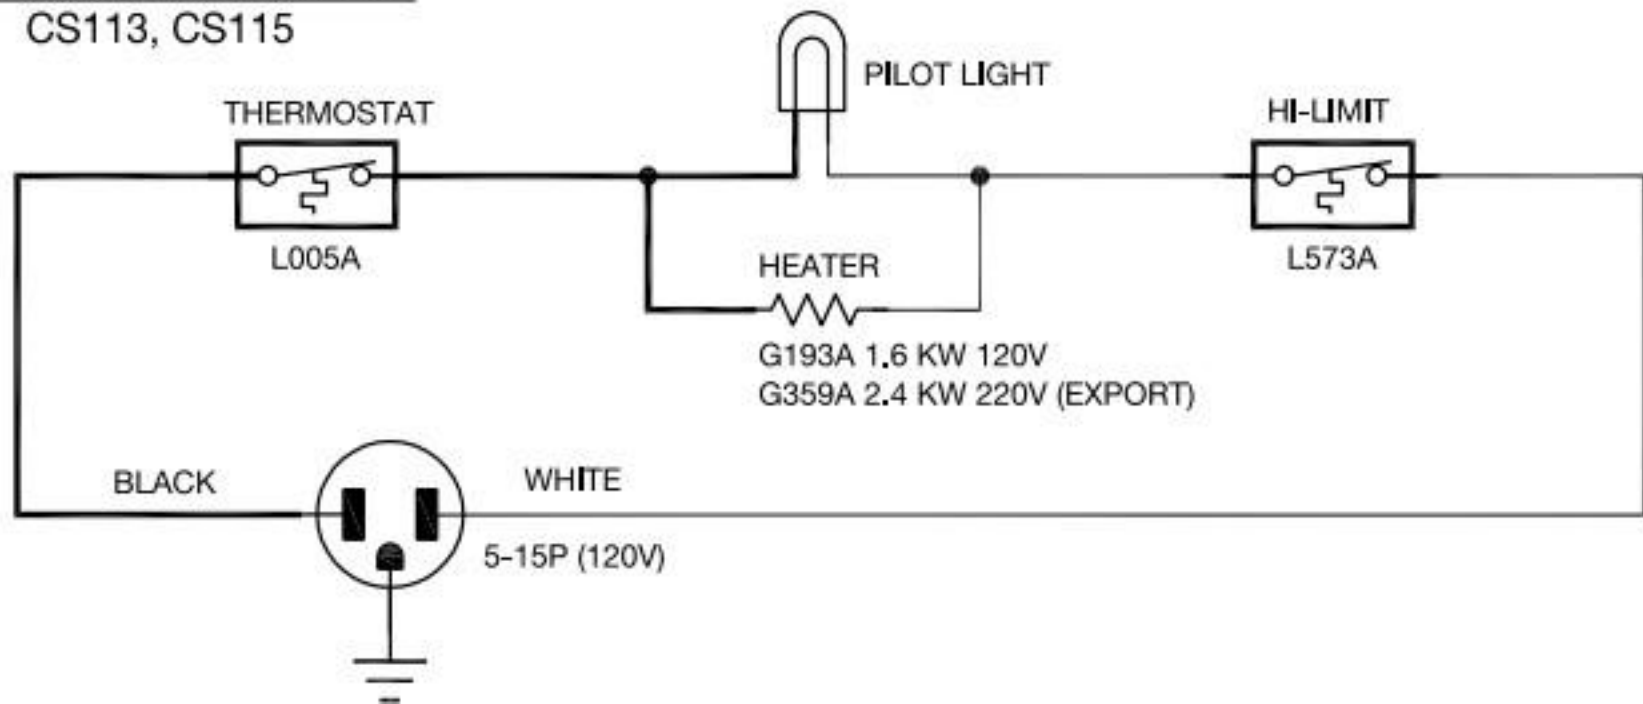 CS113, CS115
PILOT LIGHT
THERMOSTAT
HI-LIMIT
L005A
HEATER
L573A
G193A 1.6 KW 120V
G359A 2.4 KW 220V (EXPORT)
BLACK
WHITE
5-15P (120V)